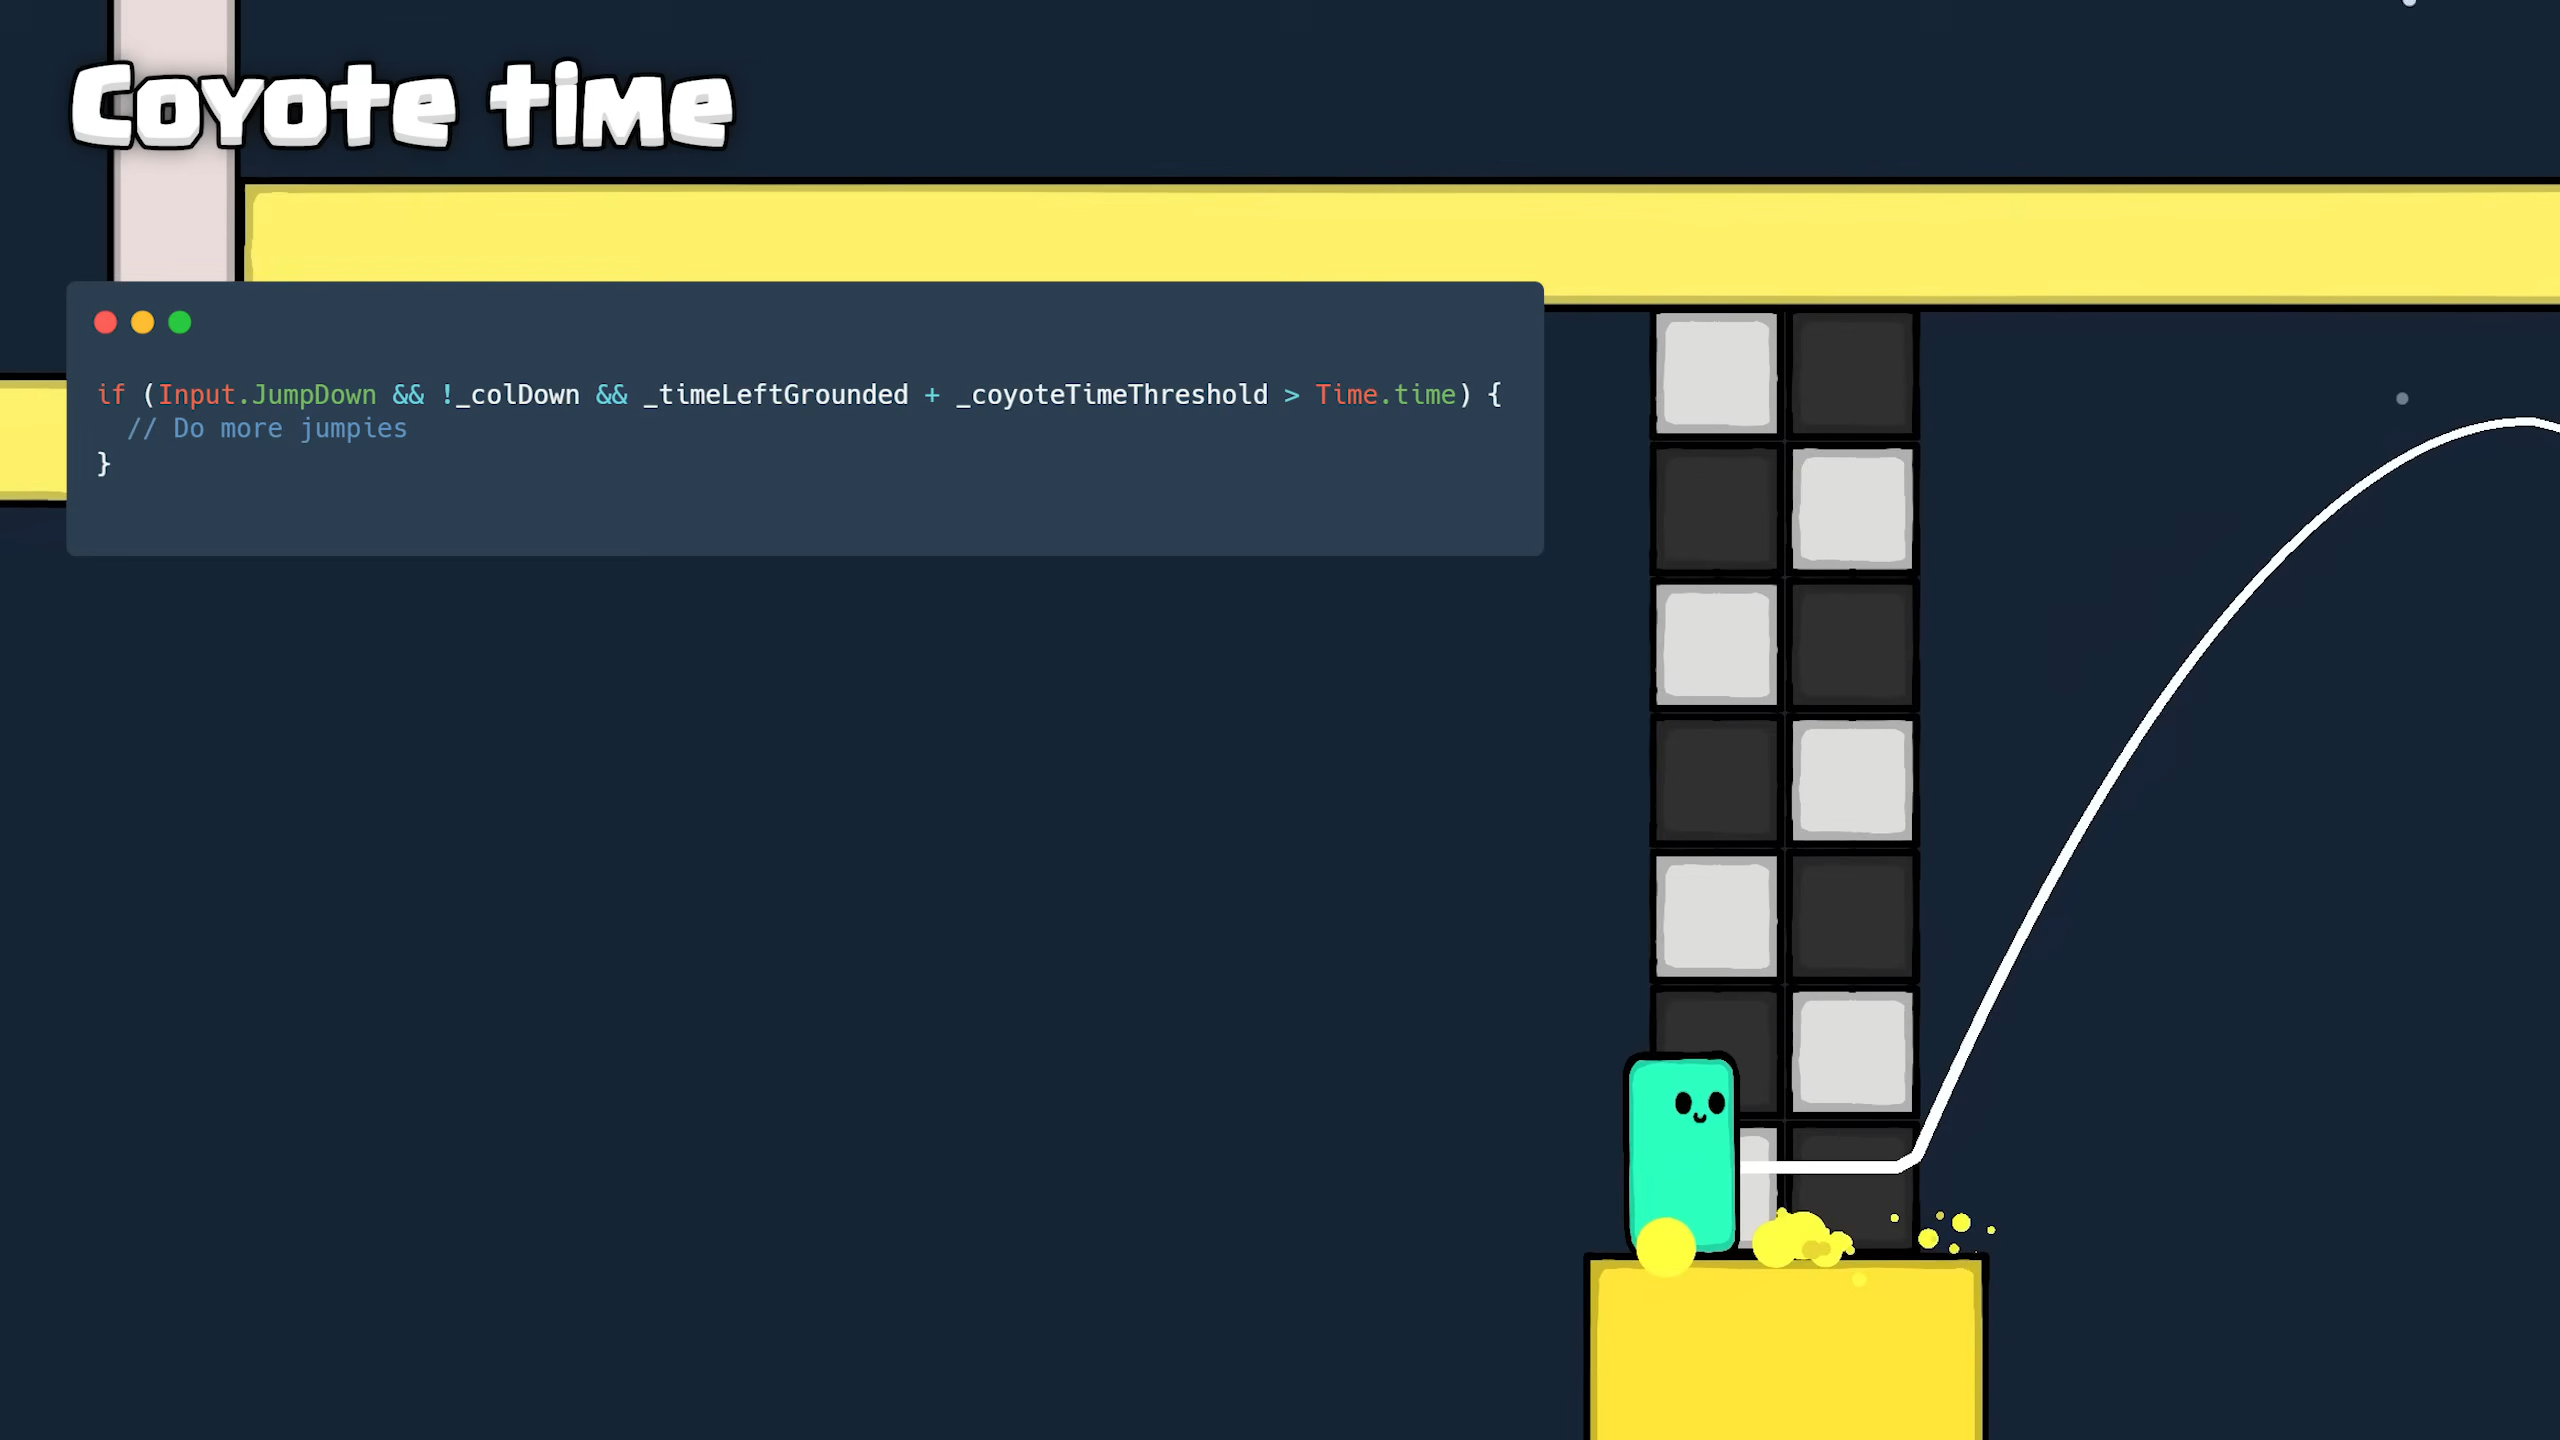 Coyote time
if (Input.JumpDown && !_colDown && _timeLeftGrounded + _coyoteTimeThreshold > Time.time) {
  // Do more jumpies
}